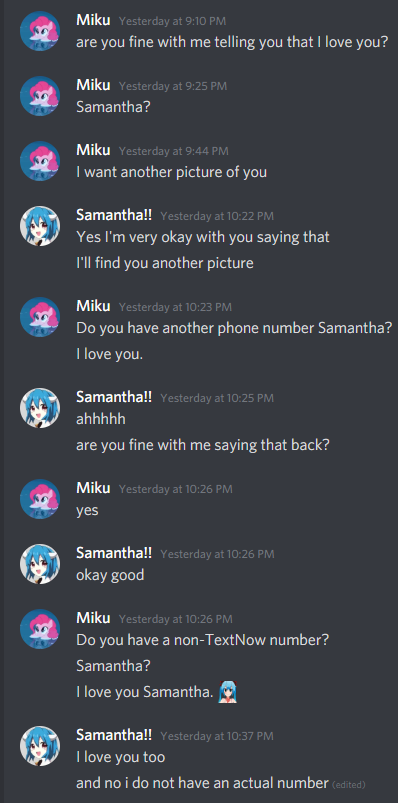 Miku Yesterday at 9:10 PM
are you fine with me telling you that I love you?
Miku Yesterday at 9:25 PM
Samantha?
Miku Yesterday at 9:44 PM
I want another picture of you
Samantha!! Yesterday at 10:22 PM
Yes I'm very okay with you saying that
I'll find you another picture
Miku Yesterday at 10:23 PM
Do you have another phone number Samantha?
I love you.
Samantha!! Yesterday at 10:25 PM
ahhhhh
are you fine with me saying that back?
Miku Yesterday at 10:26 PM
yes
Samantha!! Yesterday at 10:26 PM
okay good
Miku Yesterday at 10:26 PM
Do you have a non-TextNow number?
Samantha?
I love you Samantha.
Samantha!! Yesterday at 10:37 PM
I love you too
and no i do not have an actual number (edited)